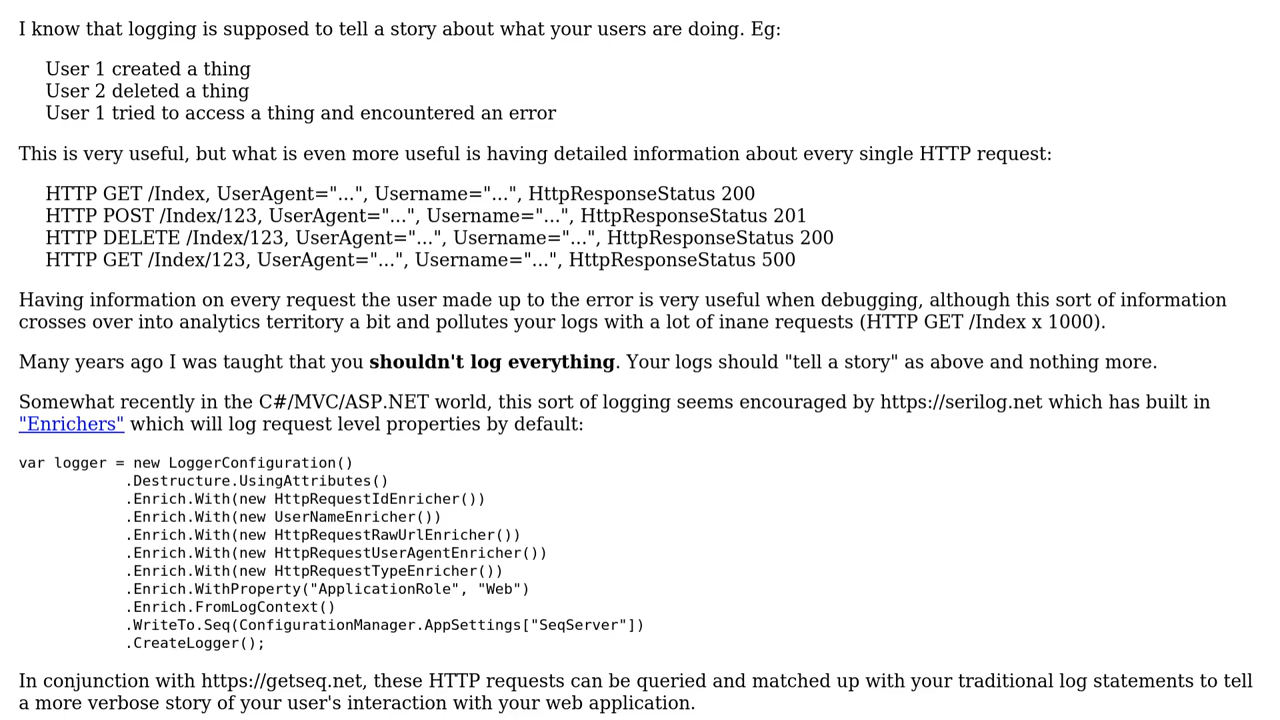 I know that logging is supposed to tell a story about what your users are doing. Eg:
User 1 created a thing
User 2 deleted a thing
User 1 tried to access a thing and encountered an error
This is very useful, but what is even more useful is having detailed information about every single HTTP request:
HTTP GET /Index, UserAgent="...", Username="...", HttpResponseStatus 200
HTTP POST /Index/123, UserAgent="...", Username="...", HttpResponseStatus 201
HTTP DELETE /Index/123, UserAgent="...", Username="...", HttpResponseStatus 200
HTTP GET /Index/123, UserAgent="...", Username="...", HttpResponseStatus 500
Having information on every request the user made up to the error is very useful when debugging, although this sort of information
crosses over into analytics territory a bit and pollutes your logs with a lot of inane requests (HTTP GET /Index x 1000).
Many years ago I was taught that you shouldn't log everything. Your logs should "tell a story" as above and nothing more.
Somewhat recently in the C#/MVC/ASP.NET world, this sort of logging seems encouraged by https://serilog.net which has built in
"Enrichers" which will log request level properties by default:
var logger = new LoggerConfiguration()
            .Destructure.UsingAttributes()
            .Enrich.With(new HttpRequestIdEnricher())
            .Enrich.With(new UserNameEnricher())
            .Enrich.With(new HttpRequestRawUrlEnricher())
            .Enrich.With(new HttpRequestUserAgentEnricher())
            .Enrich.With(new HttpRequestTypeEnricher())
            .Enrich.WithProperty("ApplicationRole", "Web")
            .Enrich.FromLogContext()
            .WriteTo.Seq(ConfigurationManager.AppSettings["SeqServer"])
            .CreateLogger();
In conjunction with https://getseq.net, these HTTP requests can be queried and matched up with your traditional log statements to tell
a more verbose story of your user's interaction with your web application.